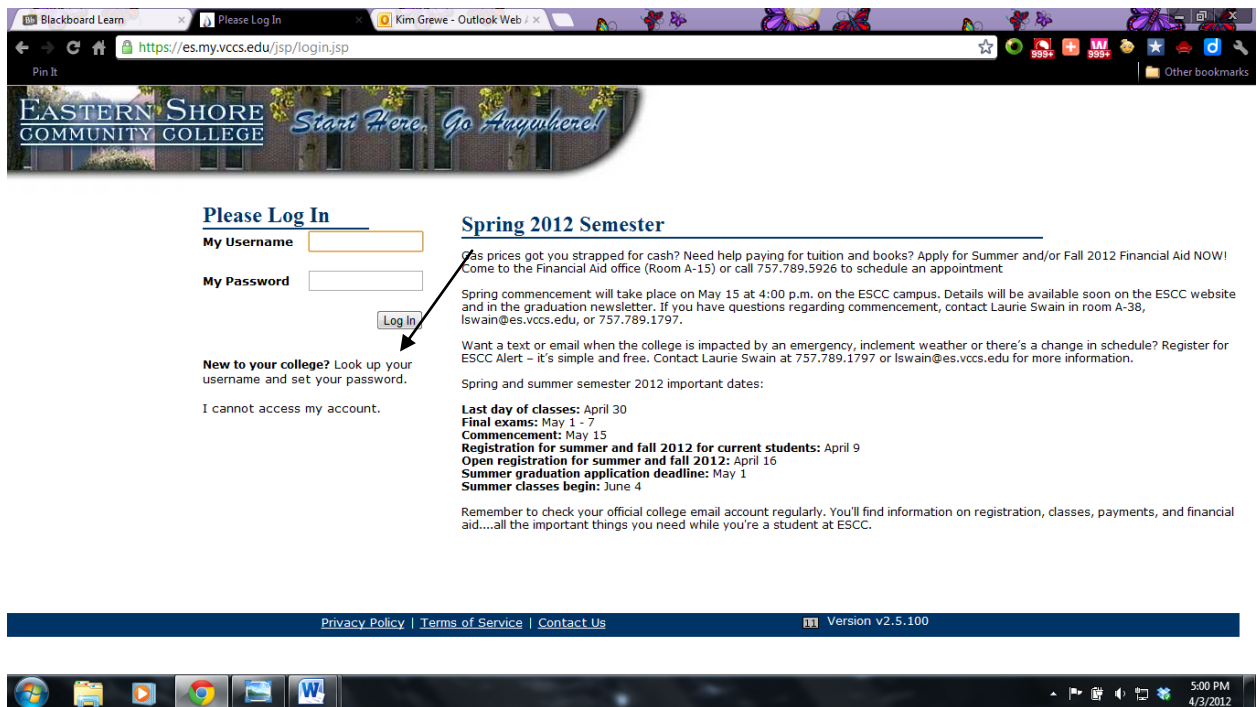 Blackboard Learn
Please Log In
Kim Grewe - Outlook Web
https://es.my.vccs.edu/jsp/login.jsp
999+
999+
Pin It
Other bookmarks
EASTERN SHORE
COMMUNITY COLLEGE
Start Here. Go Anywhere!
Please Log In
My Username
My Password
Log In
New to your college? Look up your
username and set your password.
I cannot access my account.
Spring 2012 Semester
Gas prices got you strapped for cash? Need help paying for tuition and books? Apply for Summer and/or Fall 2012 Financial Aid NOW!
Come to the Financial Aid office (Room A-15) or call 757.789.5926 to schedule an appointment
Spring commencement will take place on May 15 at 4:00 p.m. on the ESCC campus. Details will be available soon on the ESCC website
and in the graduation newsletter. If you have questions regarding commencement, contact Laurie Swain in room A-38,
lswain@es.vccs.edu, or 757.789.1797.
Want a text or email when the college is impacted by an emergency, inclement weather or there's a change in schedule? Register for
ESCC Alert – it's simple and free. Contact Laurie Swain at 757.789.1797 or lswain@es.vccs.edu for more information.
Spring and summer semester 2012 important dates:
Last day of classes: April 30
Final exams: May 1 - 7
Commencement: May 15
Registration for summer and fall 2012 for current students: April 9
Open registration for summer and fall 2012: April 16
Summer graduation application deadline: May 1
Summer classes begin: June 4
Remember to check your official college email account regularly. You'll find information on registration, classes, payments, and financial
aid....all the important things you need while you're a student at ESCC.
Privacy Policy | Terms of Service | Contact Us
11 Version v2.5.100
5:00 PM
4/3/2012